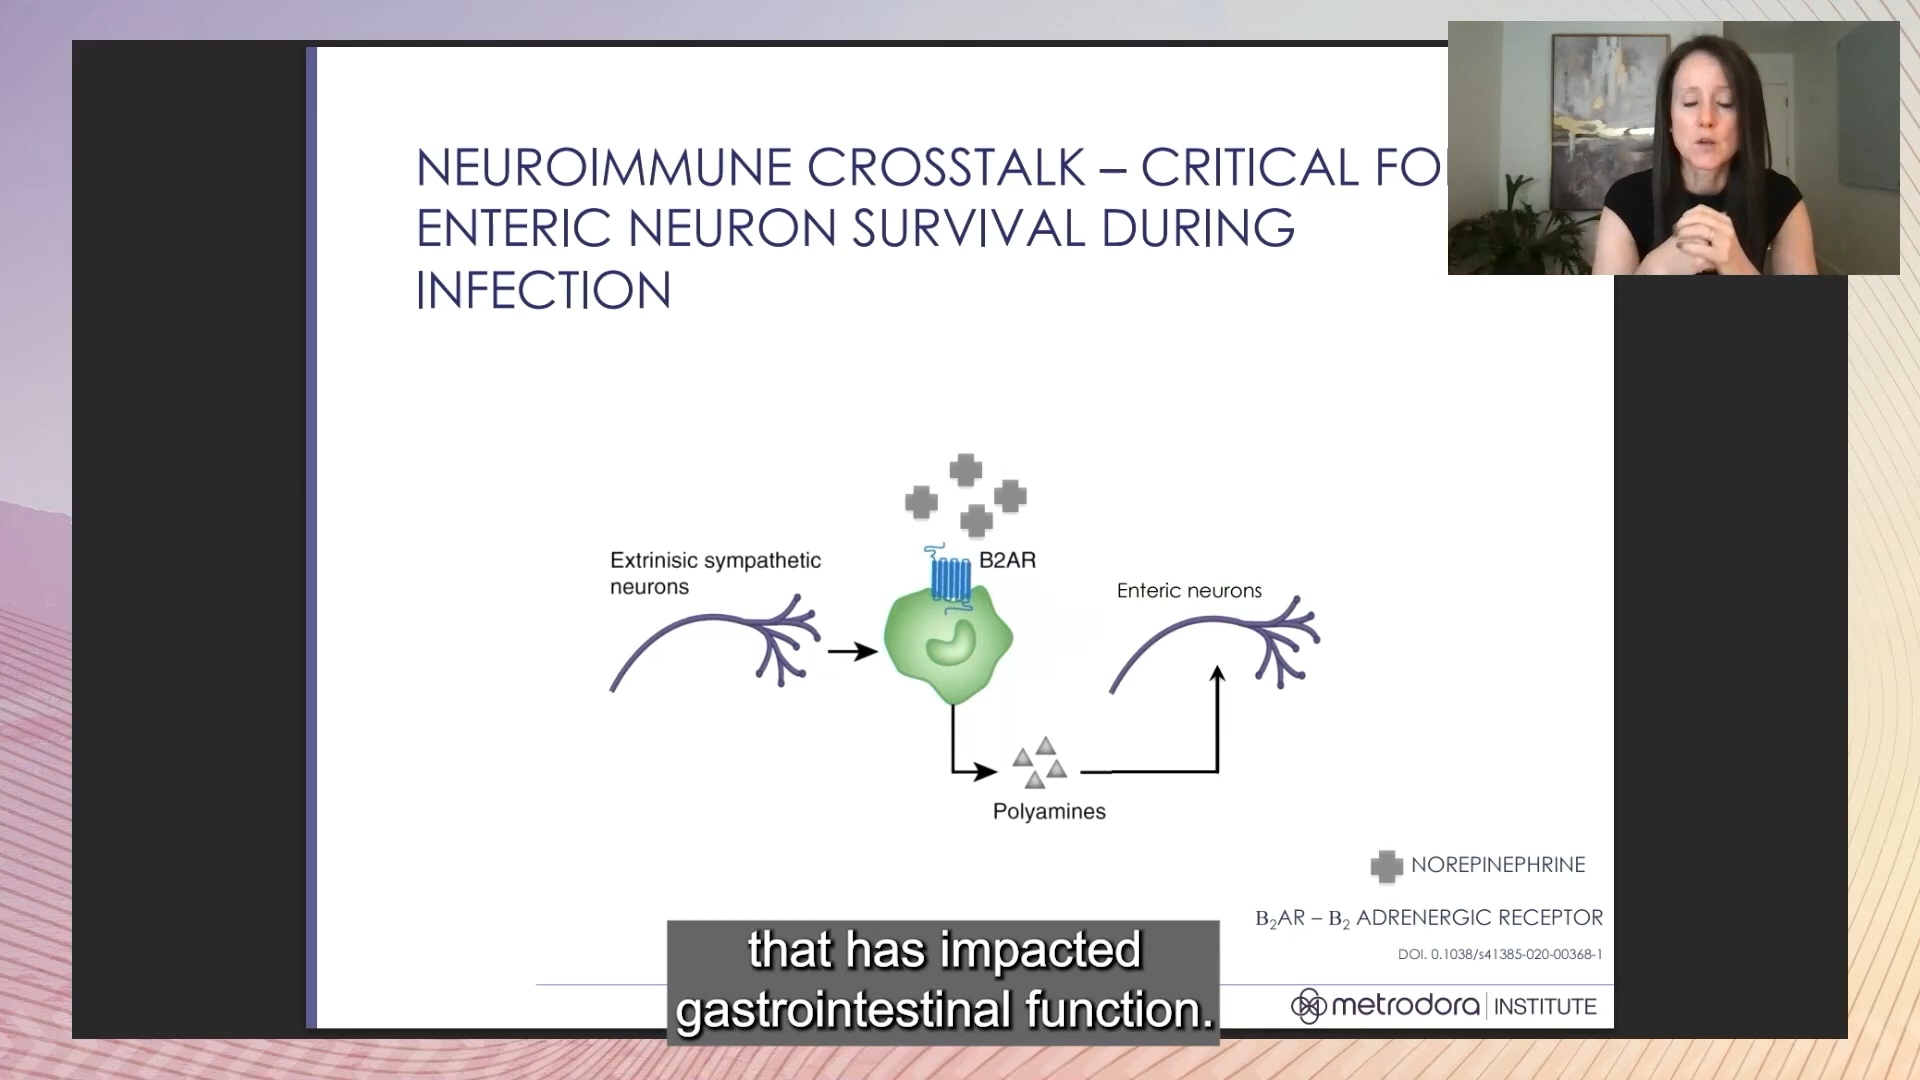 NEUROIMMUNE CROSSTALK – CRITICAL FO
ENTERIC NEURON SURVIVAL DURING
INFECTION
Extrinisic sympathetic
neurons
B2AR
Enteric neurons
Polyamines
NOREPINEPHRINE
B₂AR – B₂ ADRENERGIC RECEPTOR
DOI. 0.1038/s41385-020-00368-1
that has impacted
gastrointestinal function.
metrodora | INSTITUTE